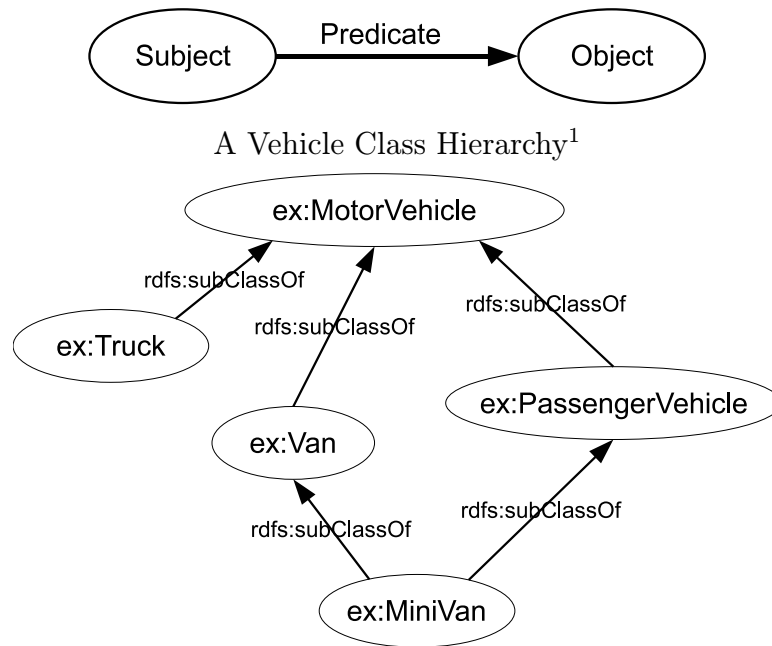 Predicate
Subject
Object
A Vehicle Class Hierarchy¹
ex:MotorVehicle
rdfs:subClassOf
ex:Truck
rdfs:subClassOf
rdfs:subClassOf
ex:PassengerVehicle
ex:Van
rdfs:subClassOf
rdfs:subClassOf
ex:MiniVan